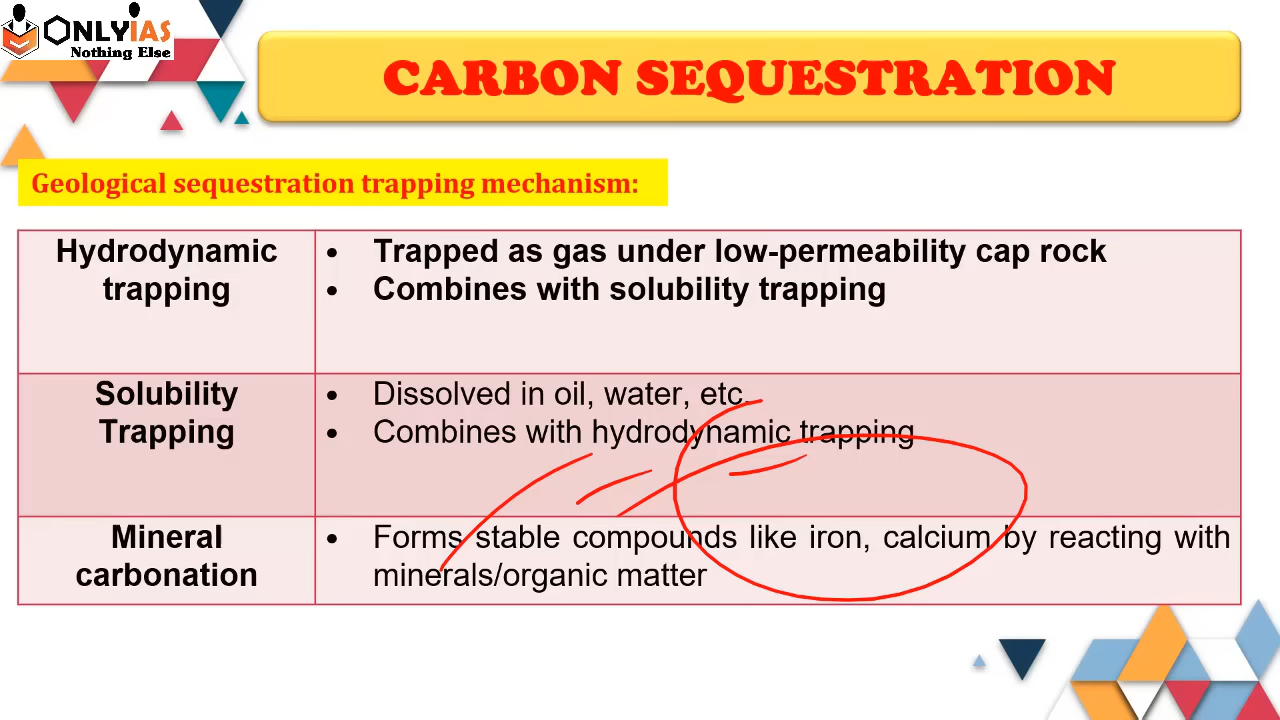 ONLYIAS
Nothing Else
CARBON SEQUESTRATION
Geological sequestration trapping mechanism:
Hydrodynamic
trapping
• Trapped as gas under low-permeability cap rock
• Combines with solubility trapping
Solubility
Trapping
• Dissolved in oil, water, etc.
• Combines with hydrodynamic trapping
Mineral
carbonation
• Forms stable compounds like iron, calcium by reacting with
minerals/organic matter